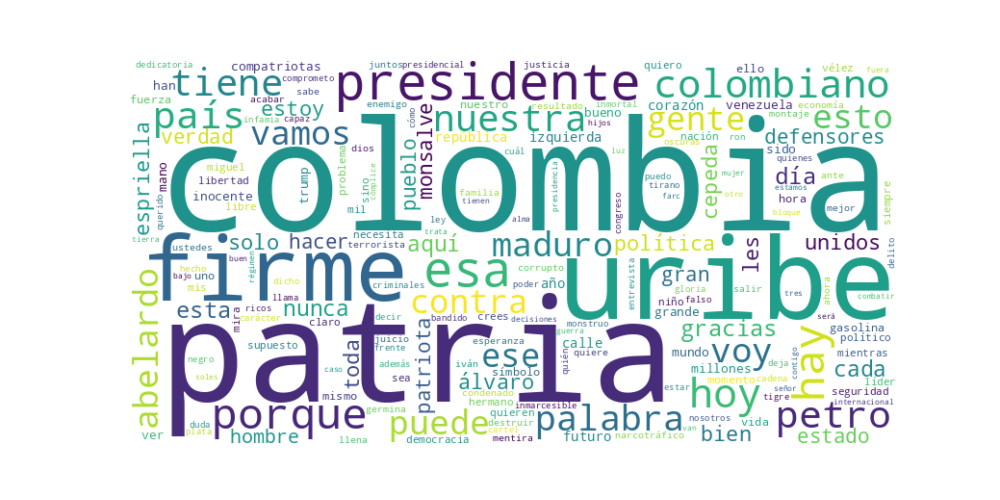 dedicatoria
compatriotas
juntos
presidencial
justicia
quiero
ello
vélez
fuera
han
tiene
comprometo
sabe
presidente
colombiano
fuerza
país
acabar
estoy
enemigo
nuestro
resultado
inmortal
corazón
venezuela
economía
infamia
capaz
cómo
nuestra
bueno
hijos
gente
montaje
esto
verdad
vamos
monsalve
república
izquierda
nación
ron
defensores
espriella
mano
dios
problema
pueblo
cuál
luz
oscuras
cepeda
sido
quienes
miguel
libertad
trump
sino
cómplice
familia
tienen
mujer
puedo
tirano
estamos
día
ante
hora
siempre
querido
inocente
libre
mil
colombia
presidencia
farc
otro
bloque
mejor
tierra
ley
alma
trata
congreso
ustedes
solo
hacer
necesita
terrorista
aquí
maduro
política
les
unidos
delito
firme
hecho
buen
régimen
bajo
uno
mis
dicho
criminales
esa
corrupto
poder
año
uribe
entrevista
gran
gloria
salir
tres
ahora
combatir
abelardo
llama
ricos
contra
niño
falso
grande
esta
mira
carácter
nunca
claro
decir
bandido
crees
decisiones
monstruo
guerra
gracias
será
gasolina
político
patria
supuesto
juicio
frente
toda
patriota
esperanza
ese
calle
quién
quiere
mundo
voy
hay
contigo
mientras
negro
soles
caso
además
iván
símbolo
millones
deja
cada
mismo
sea
estar
señor
álvaro
condenado
hermano
momento
cadena
hoy
tigre
seguridad
líder
internacional
duda
plata
porque
germina
puede
quieren
inmarcesible
destruir
cartel
palabra
nosotros
van
vida
petro
ver
hombre
llena
democracia
mentira
futuro
narcotráfico
bien
estado